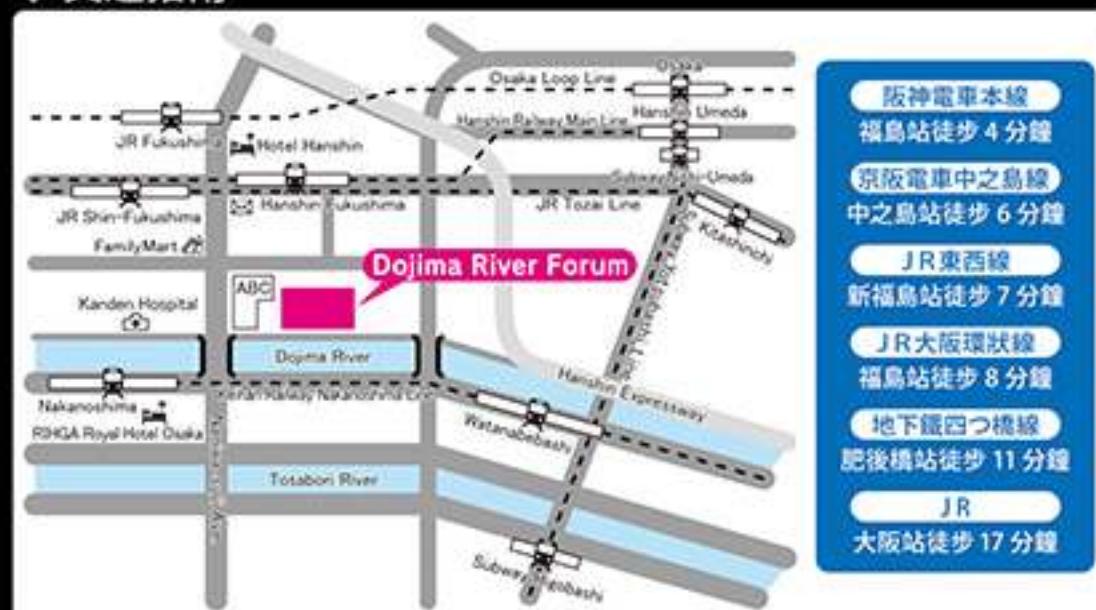 Osaka
Osaka Loop Line
Hanshin Umeda
Hanshin Railway Main Line
JR Fukushima
Hotel Hanshin
JR Shin-Fukushima
Hanshin Fukushima
JR Tozai Line
Kitashinchi
FamilyMart
Dojima River Forum
ABC
Kanden Hospital
Dojima River
Hanshin Expressway
Nakanoshima
Railway Nakanoshima Line
RIHGA Royal Hotel Osaka
Watanabebashi
Tosabori River
Subway
阪神電車本線
福島站徒步 4 分鐘
京阪電車中之島線
中之島站徒步 6 分鐘
JR東西線
新福島站徒步 7 分鐘
JR大阪環狀線
福島站徒步 8 分鐘
地下鐵四つ橋線
肥後橋站徒步 11 分鐘
JR
大阪站徒步 17 分鐘